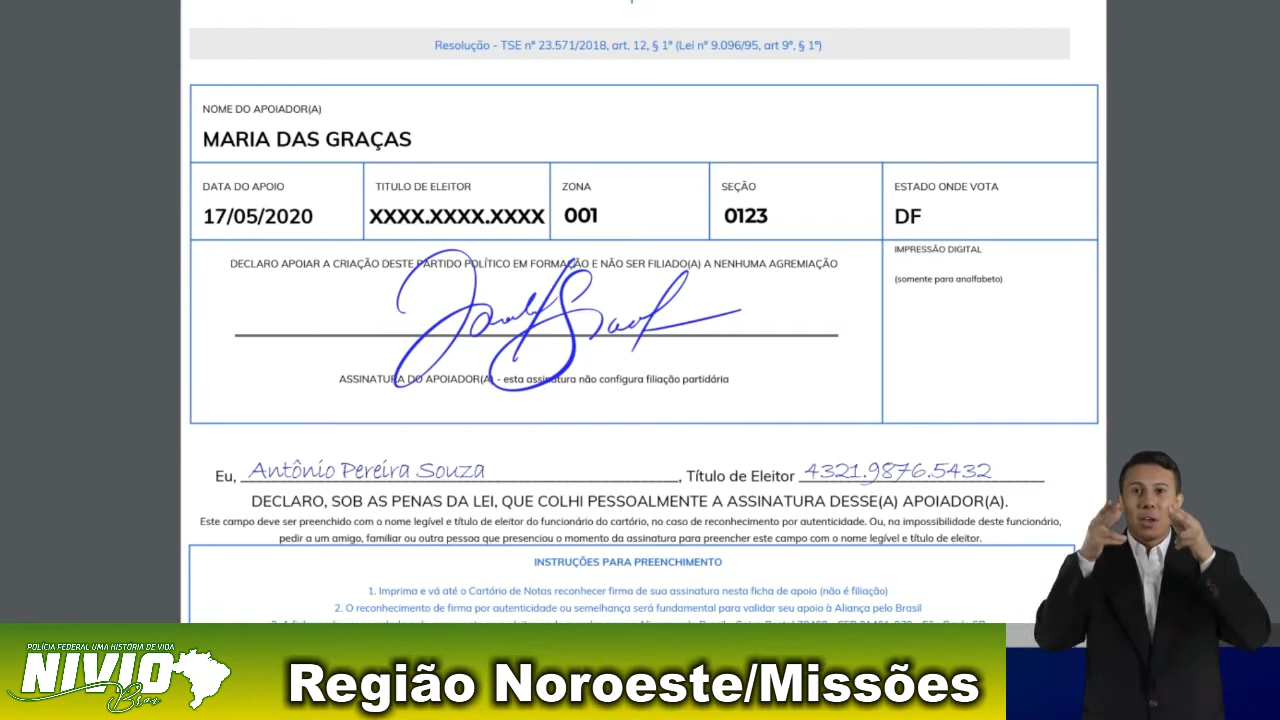 Resolução - TSE nº 23.571/2018, art. 12, § 1º (Lei nº 9.096/95, art 9º, § 1º)
NOME DO APOIADOR(A)
MARIA DAS GRAÇAS
DATA DO APOIO TITULO DE ELEITOR ZONA SEÇÃO ESTADO ONDE VOTA
17/05/2020 XXXX.XXXX.XXXX 001 0123 DF
DECLARO APOIAR A CRIAÇÃO DESTE PARTIDO POLÍTICO EM FORMAÇÃO E NÃO SER FILIADO(A) A NENHUMA AGREMIAÇÃO
IMPRESSÃO DIGITAL
(somente para analfabeto)
ASSINATURA DO APOIADOR(A) - esta assinatura não configura filiação partidária
Eu, Antônio Pereira Souza, Título de Eleitor 4321.9876.5432
DECLARO, SOB AS PENAS DA LEI, QUE COLHI PESSOALMENTE A ASSINATURA DESSE(A) APOIADOR(A).
Este campo deve ser preenchido com o nome legível e título de eleitor do funcionário do cartório, no caso de reconhecimento por autenticidade. Ou, na impossibilidade deste funcionário,
pedir a um amigo, familiar ou outra pessoa que presenciou o momento da assinatura para preencher este campo com o nome legível e título de eleitor.
INSTRUÇÕES PARA PREENCHIMENTO
1. Imprima e vá até o Cartório de Notas reconhecer firma de sua assinatura nesta ficha de apoio (não é filiação)
2. O reconhecimento de firma por autenticidade ou semelhança será fundamental para validar seu apoio à Aliança pelo Brasil
POLÍCIA FEDERAL UMA HISTÓRIA DE VIDA
NIVIO
Braz
Região Noroeste/Missões